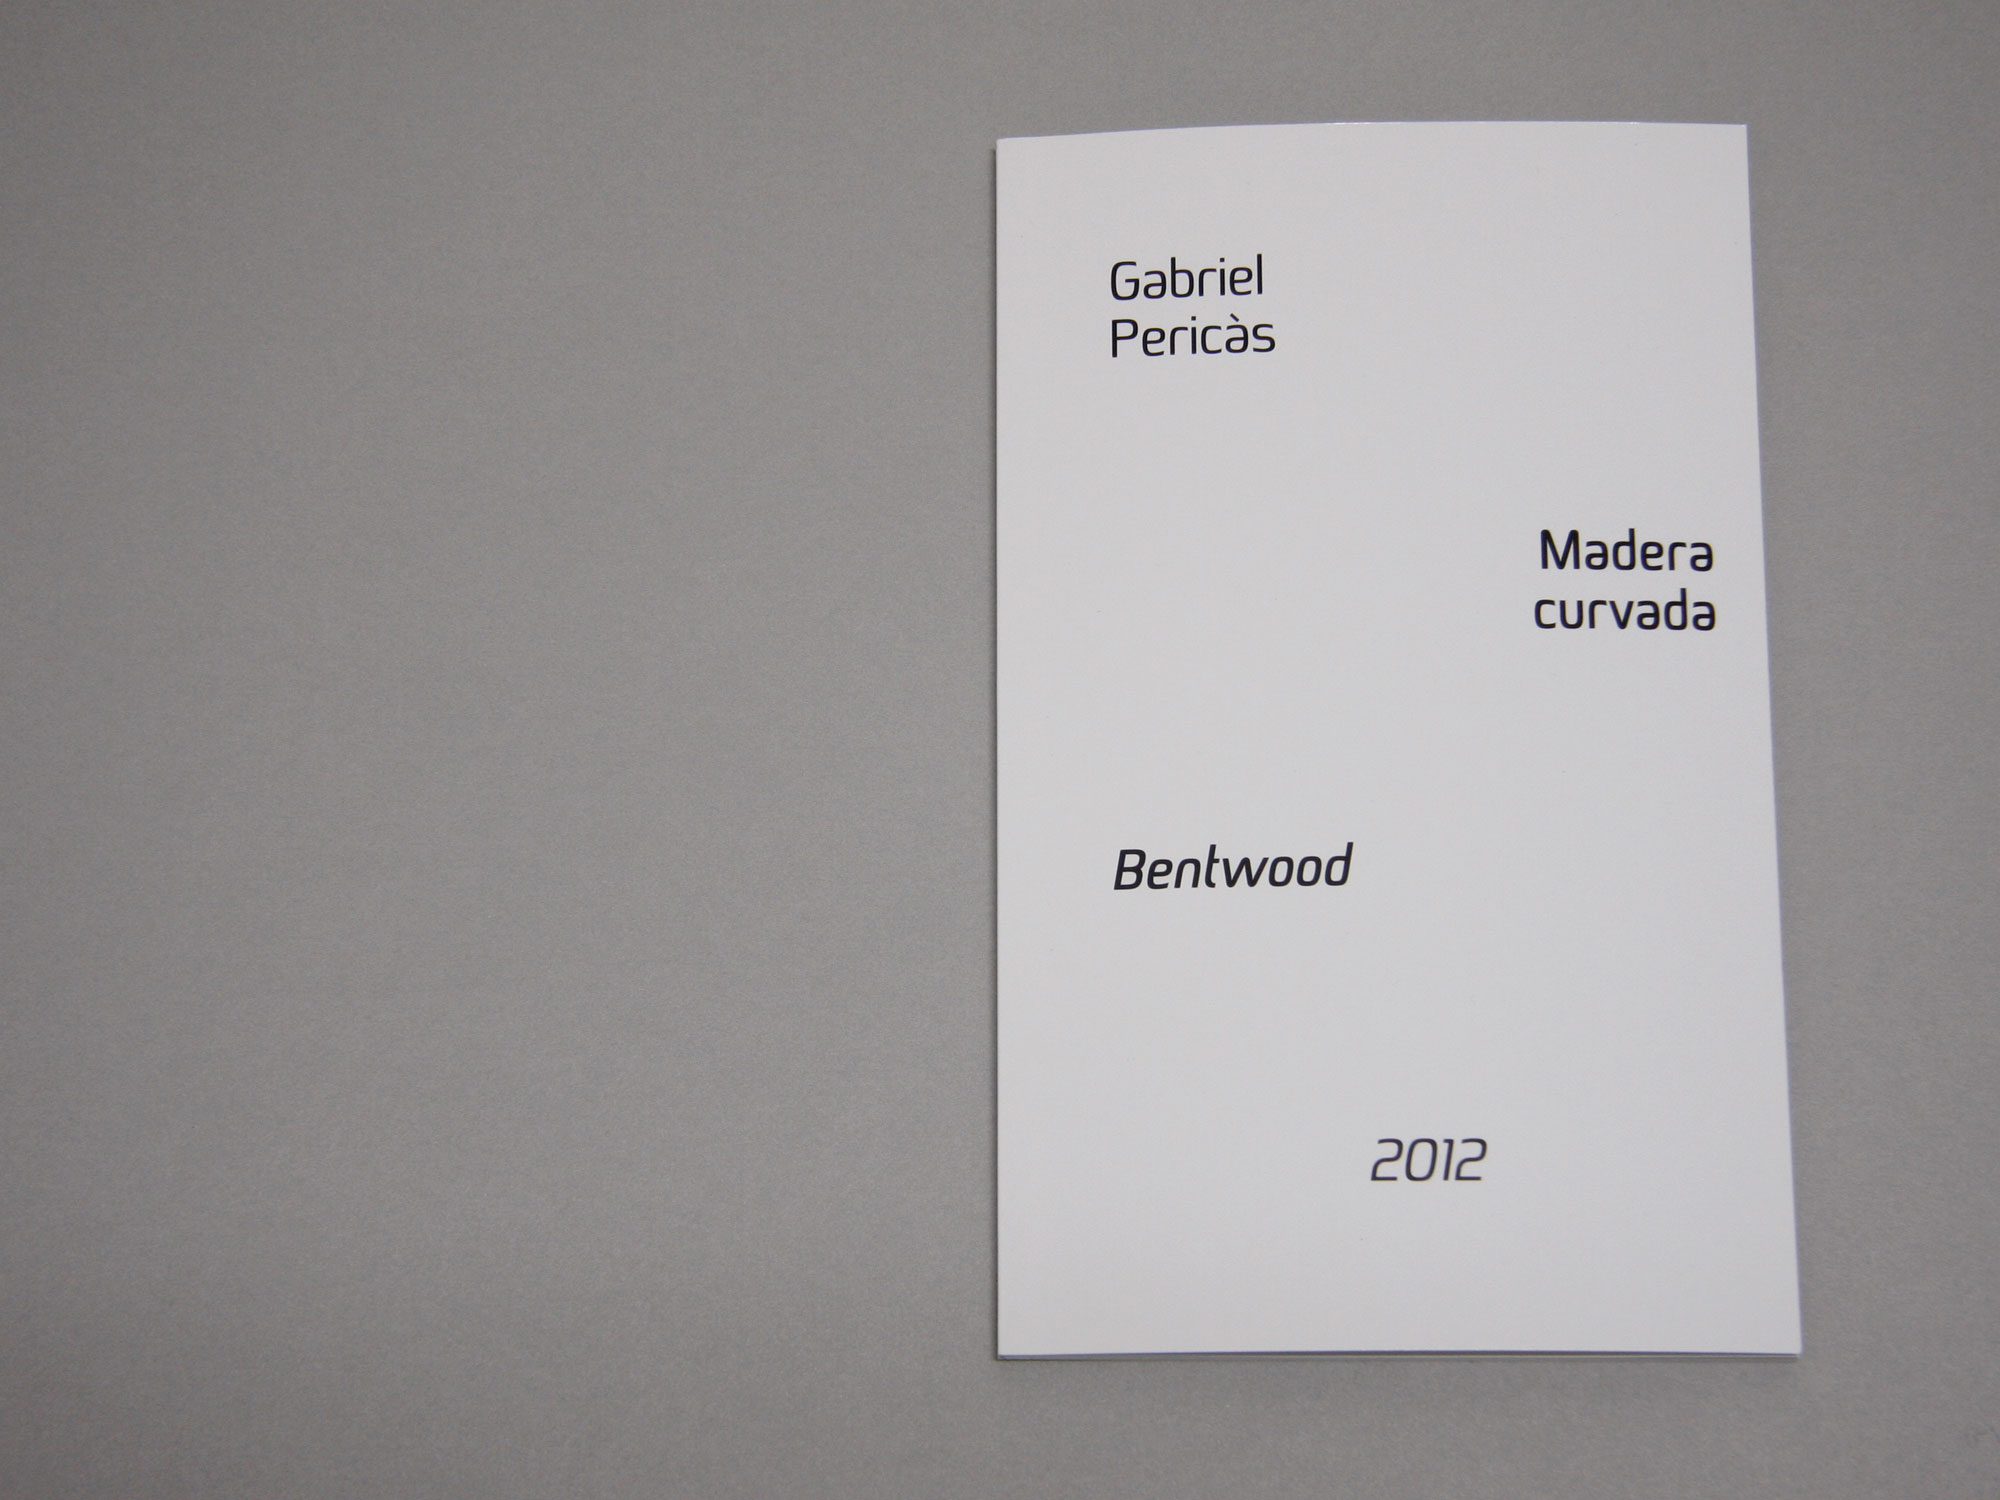 Gabriel
Pericàs
Madera
curvada
Bentwood
2012